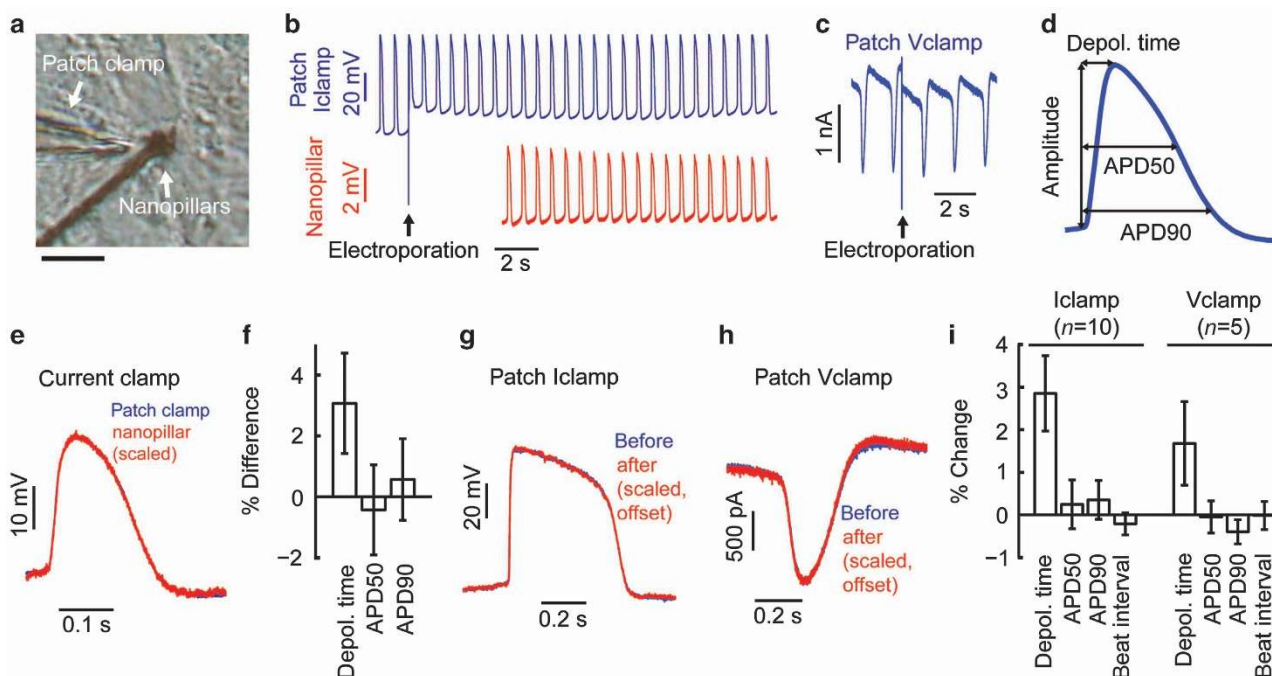 a
Patch clamp
Nanopillars
b
Patch
Iclamp
20 mV
Nanopillar
2 mV
Electroporation
2 s
c
Patch Vclamp
1 nA
2 s
Electroporation
d
Depol. time
Amplitude
APD50
APD90
e
Current clamp
Patch clamp
nanopillar
(scaled)
10 mV
0.1 s
f
% Difference
4
2
0
−2
Depol. time
APD50
APD90
g
Patch Iclamp
Before
after
(scaled,
offset)
20 mV
0.2 s
h
Patch Vclamp
Before
after
(scaled,
offset)
500 pA
0.2 s
i
Iclamp
(n=10)
Vclamp
(n=5)
% Change
4
3
2
1
0
−1
Depol. time
APD50
APD90
Beat interval
Depol. time
APD50
APD90
Beat interval